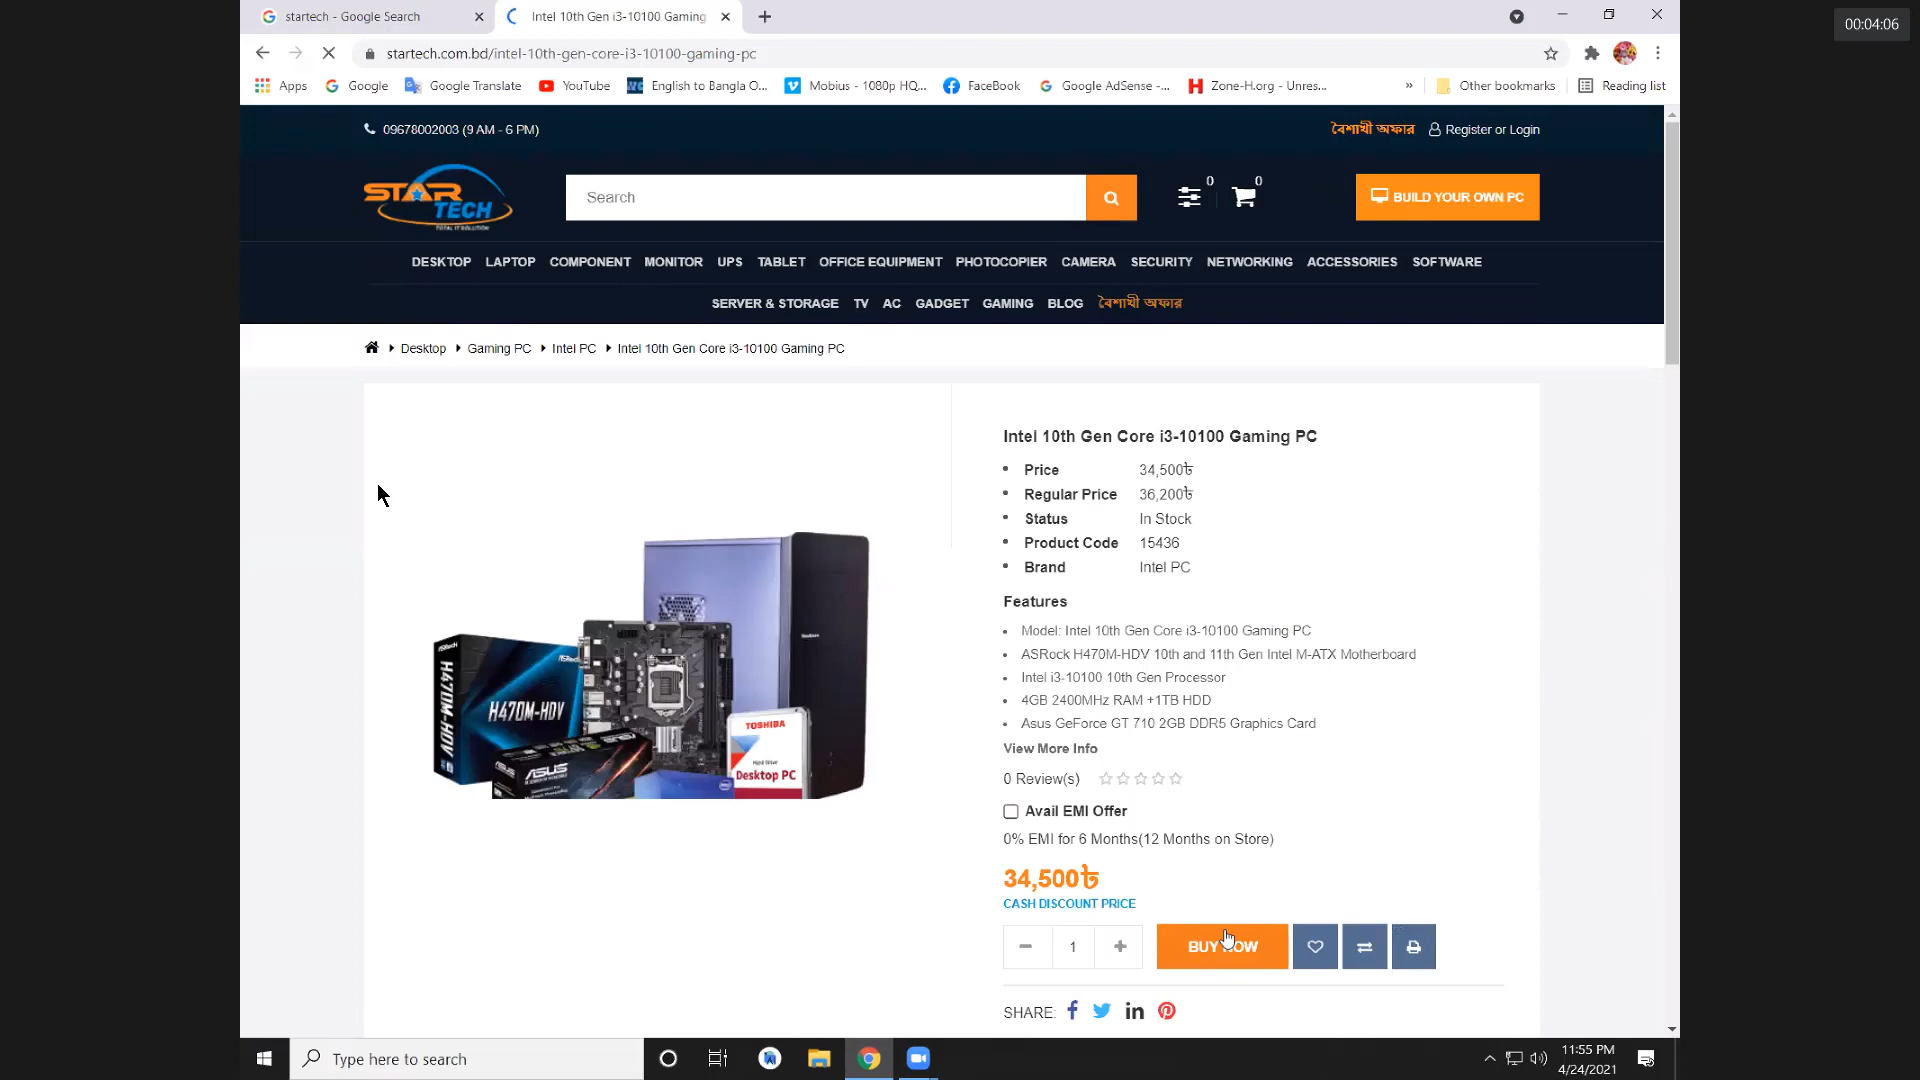 00:04:06
startech - Google Search
Intel 10th Gen i3-10100 Gaming
startech.com.bd/intel-10th-gen-core-i3-10100-gaming-pc
Apps Google Google Translate YouTube English to Bangla O... Mobius - 1080p HQ... FaceBook Google AdSense -... Zone-H.org - Unres... » Other bookmarks Reading list
09678002003 (9 AM - 6 PM)
বৈশাখী অফার Register or Login
STAR TECH
TOTAL IT SOLUTION
Search
0 0
BUILD YOUR OWN PC
DESKTOP LAPTOP COMPONENT MONITOR UPS TABLET OFFICE EQUIPMENT PHOTOCOPIER CAMERA SECURITY NETWORKING ACCESSORIES SOFTWARE
SERVER & STORAGE TV AC GADGET GAMING BLOG বৈশাখী অফার
Desktop Gaming PC Intel PC Intel 10th Gen Core i3-10100 Gaming PC
H470M-HDV
H470M-HDV
ASUS
TOSHIBA
Desktop PC
Intel 10th Gen Core i3-10100 Gaming PC
Price 34,500৳
Regular Price 36,200৳
Status In Stock
Product Code 15436
Brand Intel PC
Features
Model: Intel 10th Gen Core i3-10100 Gaming PC
ASRock H470M-HDV 10th and 11th Gen Intel M-ATX Motherboard
Intel i3-10100 10th Gen Processor
4GB 2400MHz RAM +1TB HDD
Asus GeForce GT 710 2GB DDR5 Graphics Card
View More Info
0 Review(s)
Avail EMI Offer
0% EMI for 6 Months(12 Months on Store)
34,500৳
CASH DISCOUNT PRICE
1
BUY NOW
SHARE:
Type here to search
11:55 PM
4/24/2021